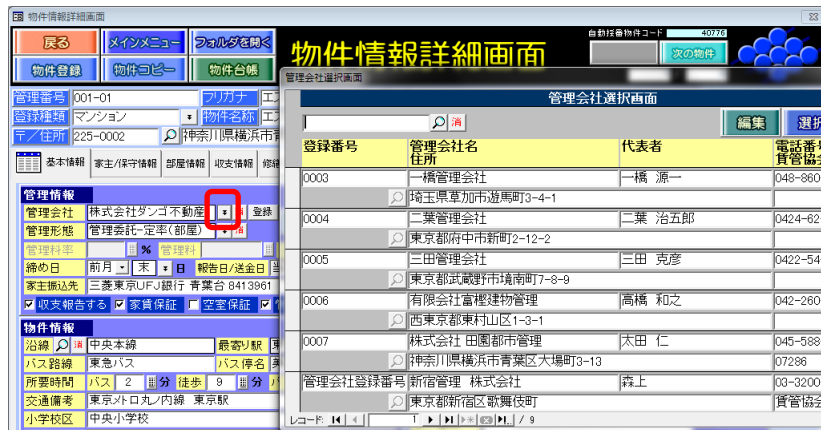 物件情報詳細画面
戻る メインメニュー フォルダを開く
物件情報詳細画面
自動採番物件コード 40776
次の物件
物件登録 物件コピー 物件台帳
管理会社選択画面
管理会社選択画面
管理番号 001-01 フリガナ エ
登録種類 マンション 物件名称 エ
〒/住所 225-0002 神奈川県横浜市青
消 編集 選択
登録番号 管理会社名 代表者 電話番号
住所 賃管協会
基本情報 家主/保守情報 部屋情報 収支情報 修繕
0003 一橋管理会社 一橋 源一 048-860
埼玉県草加市遊馬町3-4-1
0004 二葉管理会社 二葉 治五郎 0424-62
東京都府中市新町2-12-2
0005 三田管理会社 三田 克彦 0422-54
東京都武蔵野市境南町7-8-9
0006 有限会社富樫建物管理 高橋 和之 042-260
西東京都東村山区1-3-1
0007 株式会社 田園都市管理 太田 仁 045-588
神奈川県横浜市青葉区大場町3-13 07286
管理会社登録番号 新宿管理 株式会社 森上 03-3200
東京都新宿区歌舞伎町 賃管協会
レコード: 1 / 9
管理情報
管理会社 株式会社ダンゴ不動産 消 登録
管理形態 管理委託-定率(部屋) 消
管理料率 % 管理料
締め日 前月 末 日 報告日/送金日 当
家主振込先 三菱東京UFJ銀行 青葉台 8413961
収支報告する 家賃保証 空室保証
物件情報
沿線 消 中央本線 最寄り駅 東
バス路線 東急バス バス停名 美
所要時間 バス 2 分 徒歩 9 分
交通備考 東京メトロ丸ノ内線 東京駅
小学校区 中央小学校